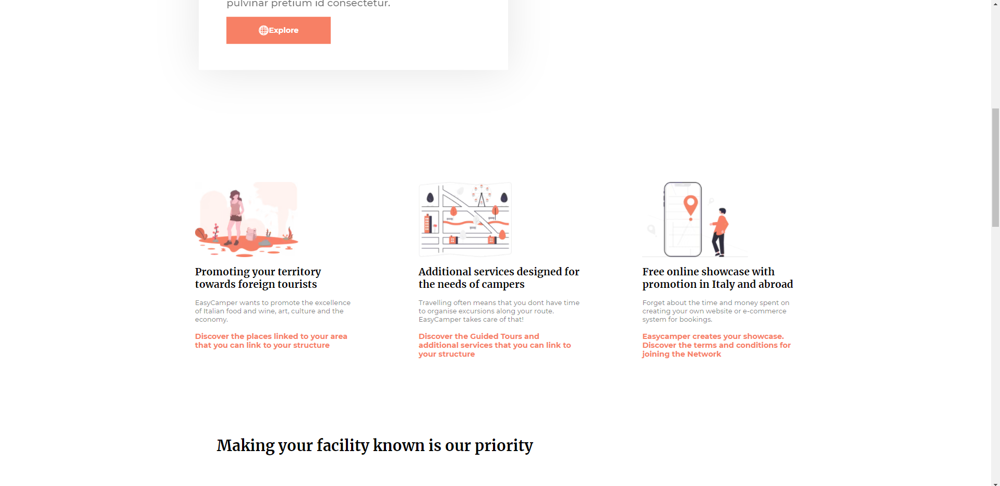 pulvinar pretium id consectetur.
Explore
Promoting your territory
towards foreign tourists
EasyCamper wants to promote the excellence
of Italian food and wine, art, culture and the
economy.
Discover the places linked to your area
that you can link to your structure
Additional services designed for
the needs of campers
Travelling often means that you dont have time
to organise excursions along your route.
EasyCamper takes care of that!
Discover the Guided Tours and
additional services that you can link to
your structure
Free online showcase with
promotion in Italy and abroad
Forget about the time and money spent on
creating your own website or e-commerce
system for bookings.
Easycamper creates your showcase.
Discover the terms and conditions for
joining the Network
Making your facility known is our priority